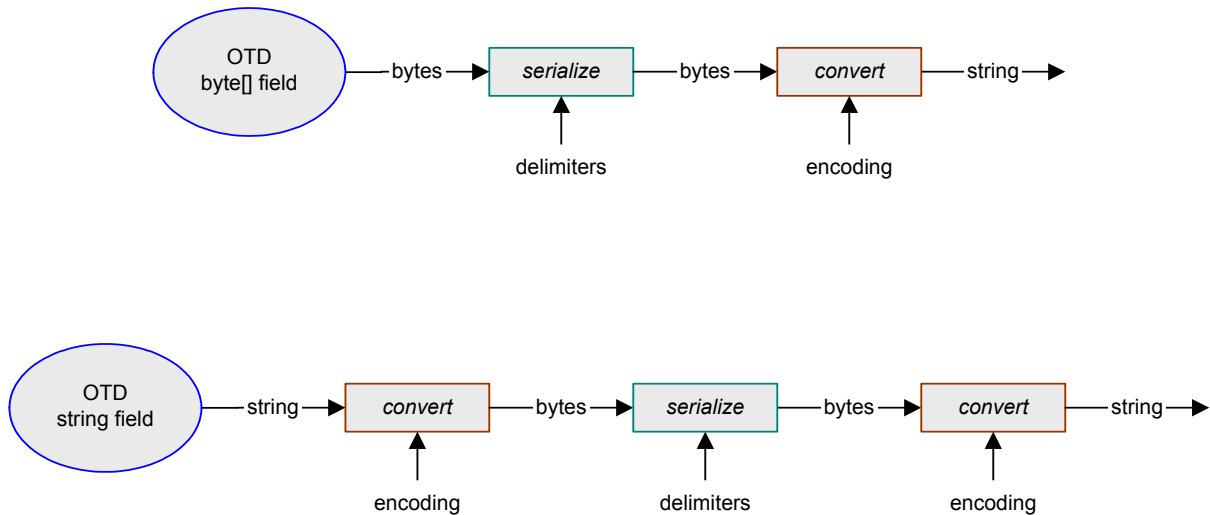 OTD
byte[] field
bytes
serialize
bytes
convert
string
delimiters
encoding
OTD
string field
string
convert
bytes
serialize
bytes
convert
string
encoding
delimiters
encoding